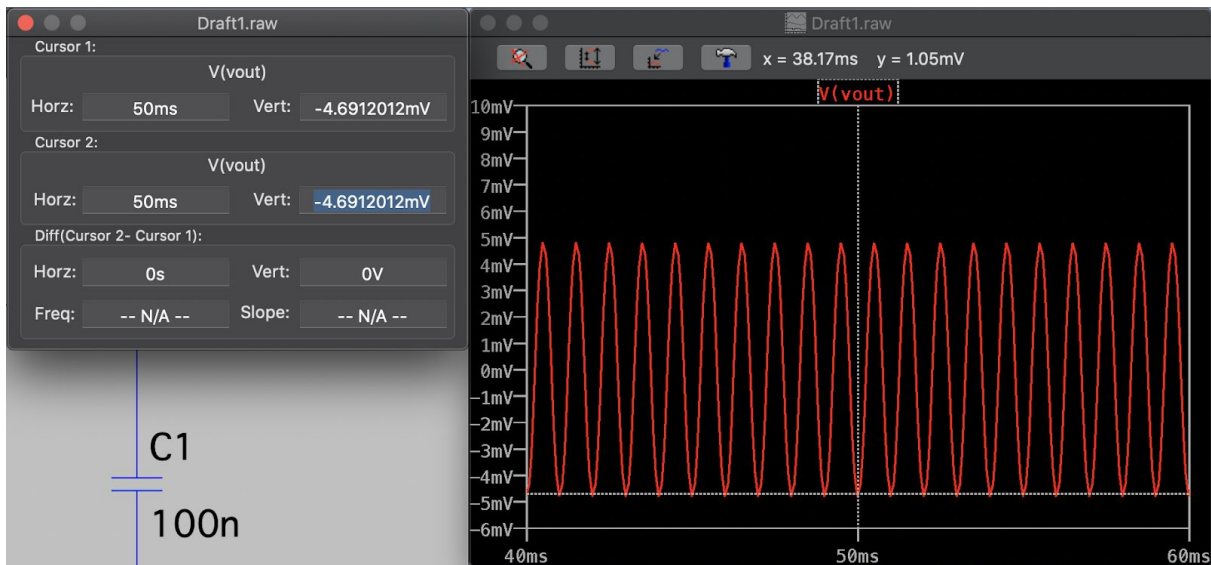 Draft1.raw
Cursor 1:
V(vout)
Horz: 50ms Vert: -4.6912012mV
Cursor 2:
V(vout)
Horz: 50ms Vert: -4.6912012mV
Diff(Cursor 2- Cursor 1):
Horz: 0s Vert: 0V
Freq: -- N/A -- Slope: -- N/A --
C1
100n
Draft1.raw
x = 38.17ms y = 1.05mV
V(vout)
10mV
9mV
8mV
7mV
6mV
5mV
4mV
3mV
2mV
1mV
0mV
-1mV
-2mV
-3mV
-4mV
-5mV
-6mV
40ms 50ms 60ms